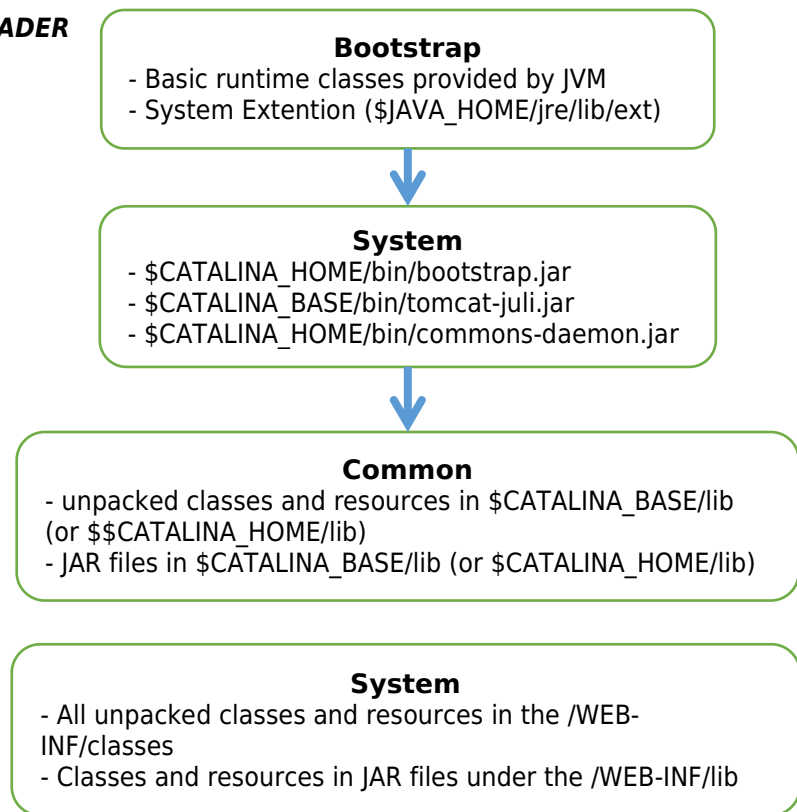 ADER
Bootstrap
- Basic runtime classes provided by JVM
- System Extention ($JAVA_HOME/jre/lib/ext)
System
- $CATALINA_HOME/bin/bootstrap.jar
- $CATALINA_BASE/bin/tomcat-juli.jar
- $CATALINA_HOME/bin/commons-daemon.jar
Common
- unpacked classes and resources in $CATALINA_BASE/lib
(or $$CATALINA_HOME/lib)
- JAR files in $CATALINA_BASE/lib (or $CATALINA_HOME/lib)
System
- All unpacked classes and resources in the /WEB-
INF/classes
- Classes and resources in JAR files under the /WEB-INF/lib